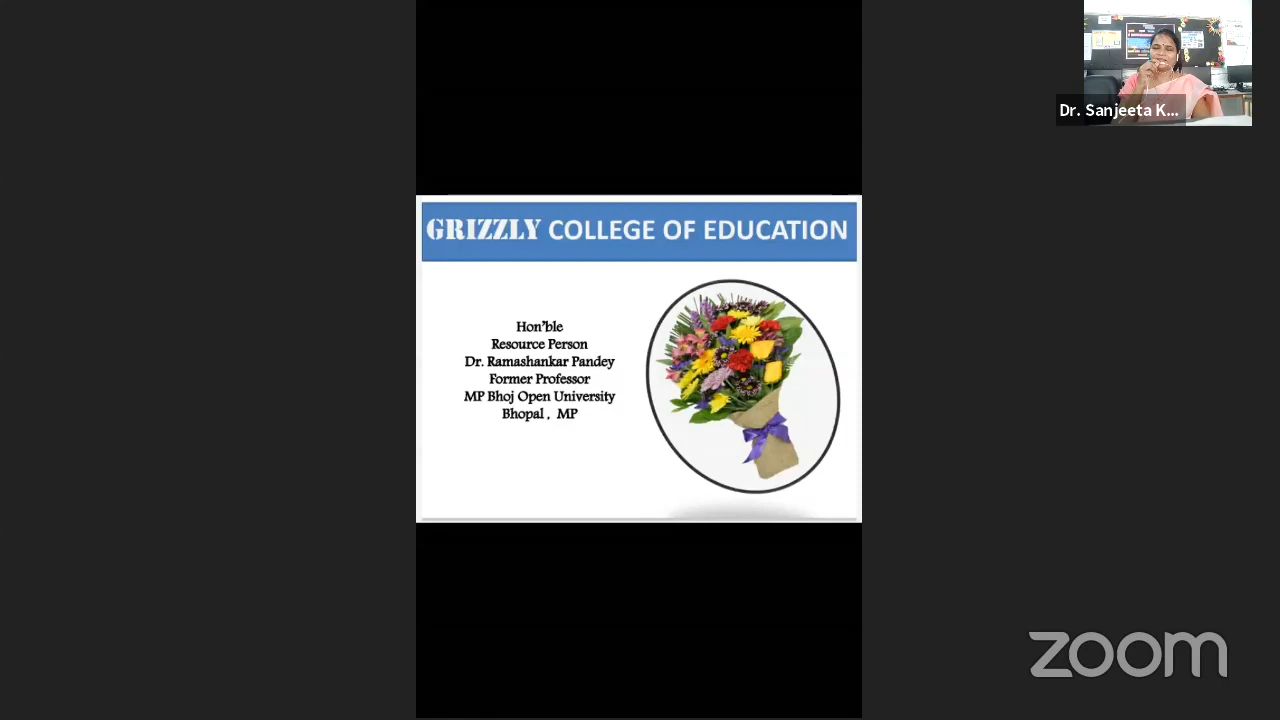 Dr. Sanjeeta K...
GRIZZLY COLLEGE OF EDUCATION
Hon'ble
Resource Person
Dr. Ramashankar Pandey
Former Professor
MP Bhoj Open University
Bhopal , MP
zoom